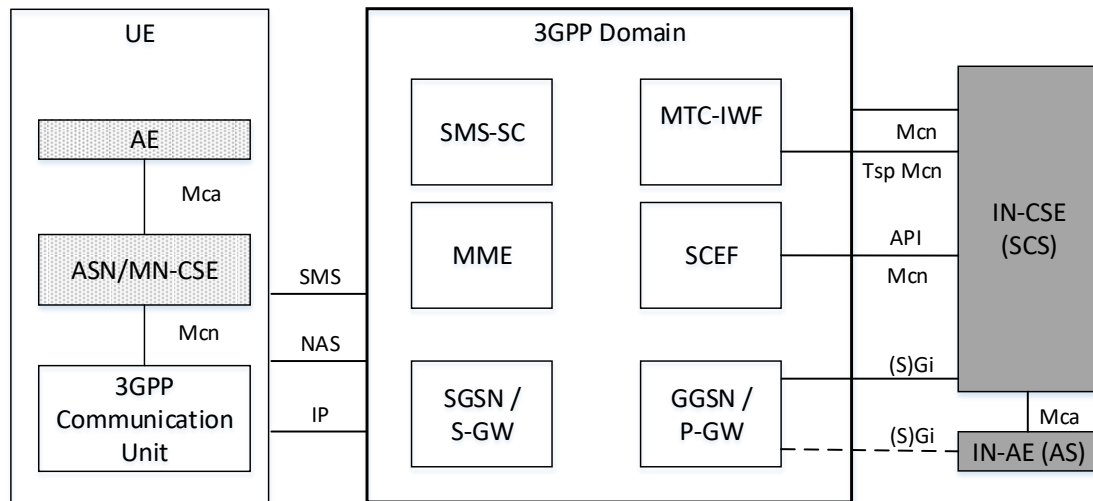 UE
AE
Mca
ASN/MN-CSE
Mcn
3GPP
Communication
Unit
SMS
NAS
IP
3GPP Domain
SMS-SC
MTC-IWF
MME
SCEF
SGSN /
S-GW
GGSN /
P-GW
Mcn
Tsp Mcn
API
Mcn
(S)Gi
(S)Gi
IN-CSE
(SCS)
Mca
IN-AE (AS)